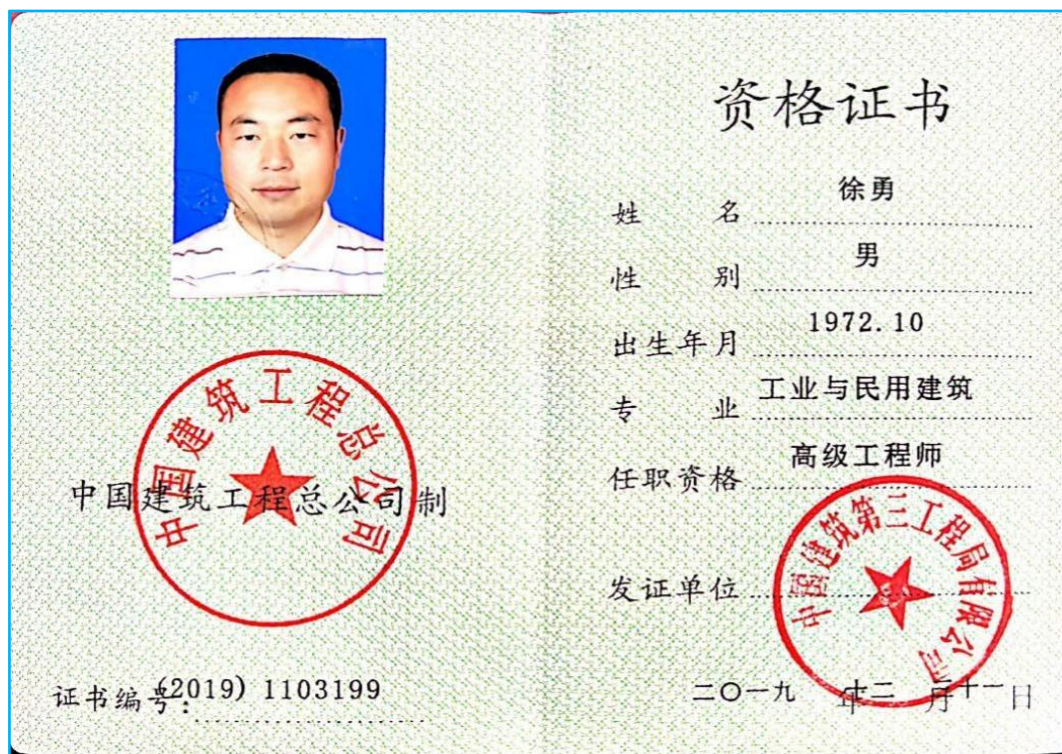 中国建筑工程总公司
中国建筑工程总公司制
证书编号：(2019) 1103199
资格证书
姓 名 徐勇
性 别 男
出生年月 1972.10
专 业 工业与民用建筑
任职资格 高级工程师
发证单位
中国建筑第三工程局有限公司
二〇一九 年十二 月 十一 日